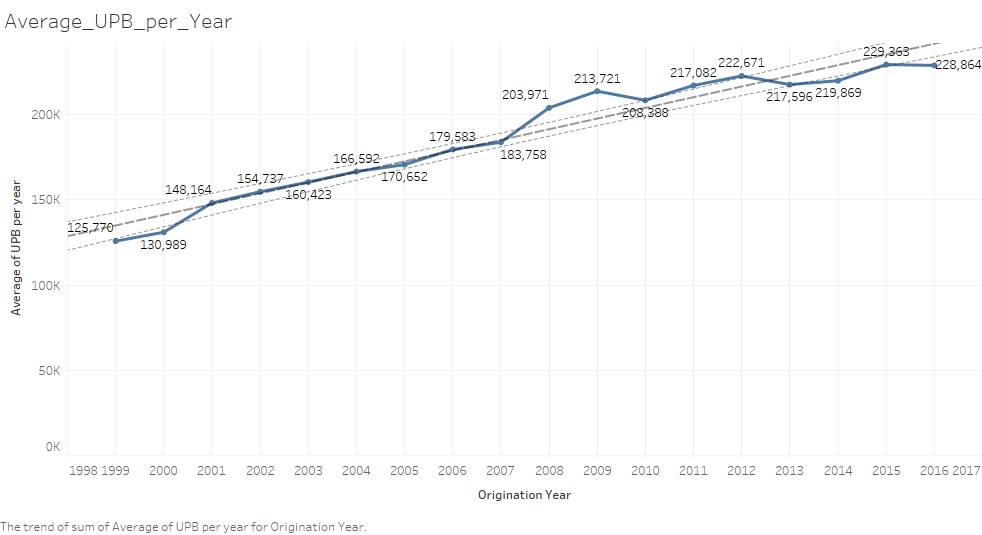 Average_UPB_per_Year
229,363
228,864
222,671
217,082
213,721
217,596
219,869
203,971
208,388
200K
179,583
183,758
166,592
170,652
154,737
160,423
148,164
150K
125,770
130,989
100K
50K
0K
Average of UPB per year
1998 1999 2000 2001 2002 2003 2004 2005 2006 2007 2008 2009 2010 2011 2012 2013 2014 2015 2016 2017
Origination Year
The trend of sum of Average of UPB per year for Origination Year.